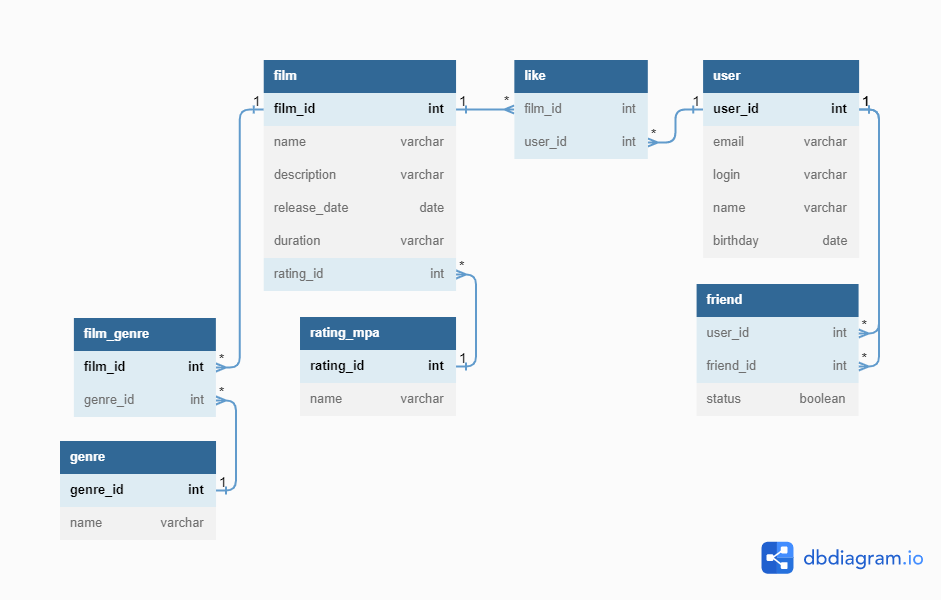 film
film_id int
name varchar
description varchar
release_date date
duration varchar
rating_id int
like
film_id int
user_id int
user
user_id int
email varchar
login varchar
name varchar
birthday date
friend
user_id int
friend_id int
status boolean
film_genre
film_id int
genre_id int
rating_mpa
rating_id int
name varchar
genre
genre_id int
name varchar
1 1 * 1 1
* *
* * *
1 * 1
dbdiagram.io